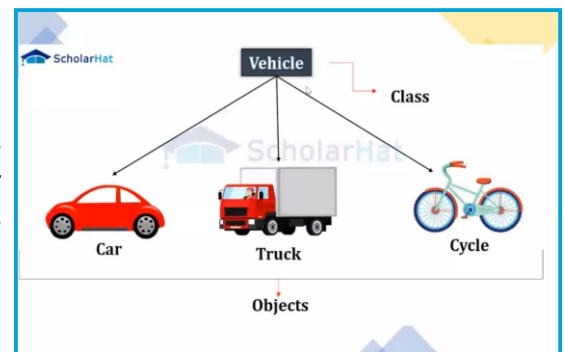 ScholarHat
Vehicle
Class
ScholarHat
Car
Truck
Cycle
Objects